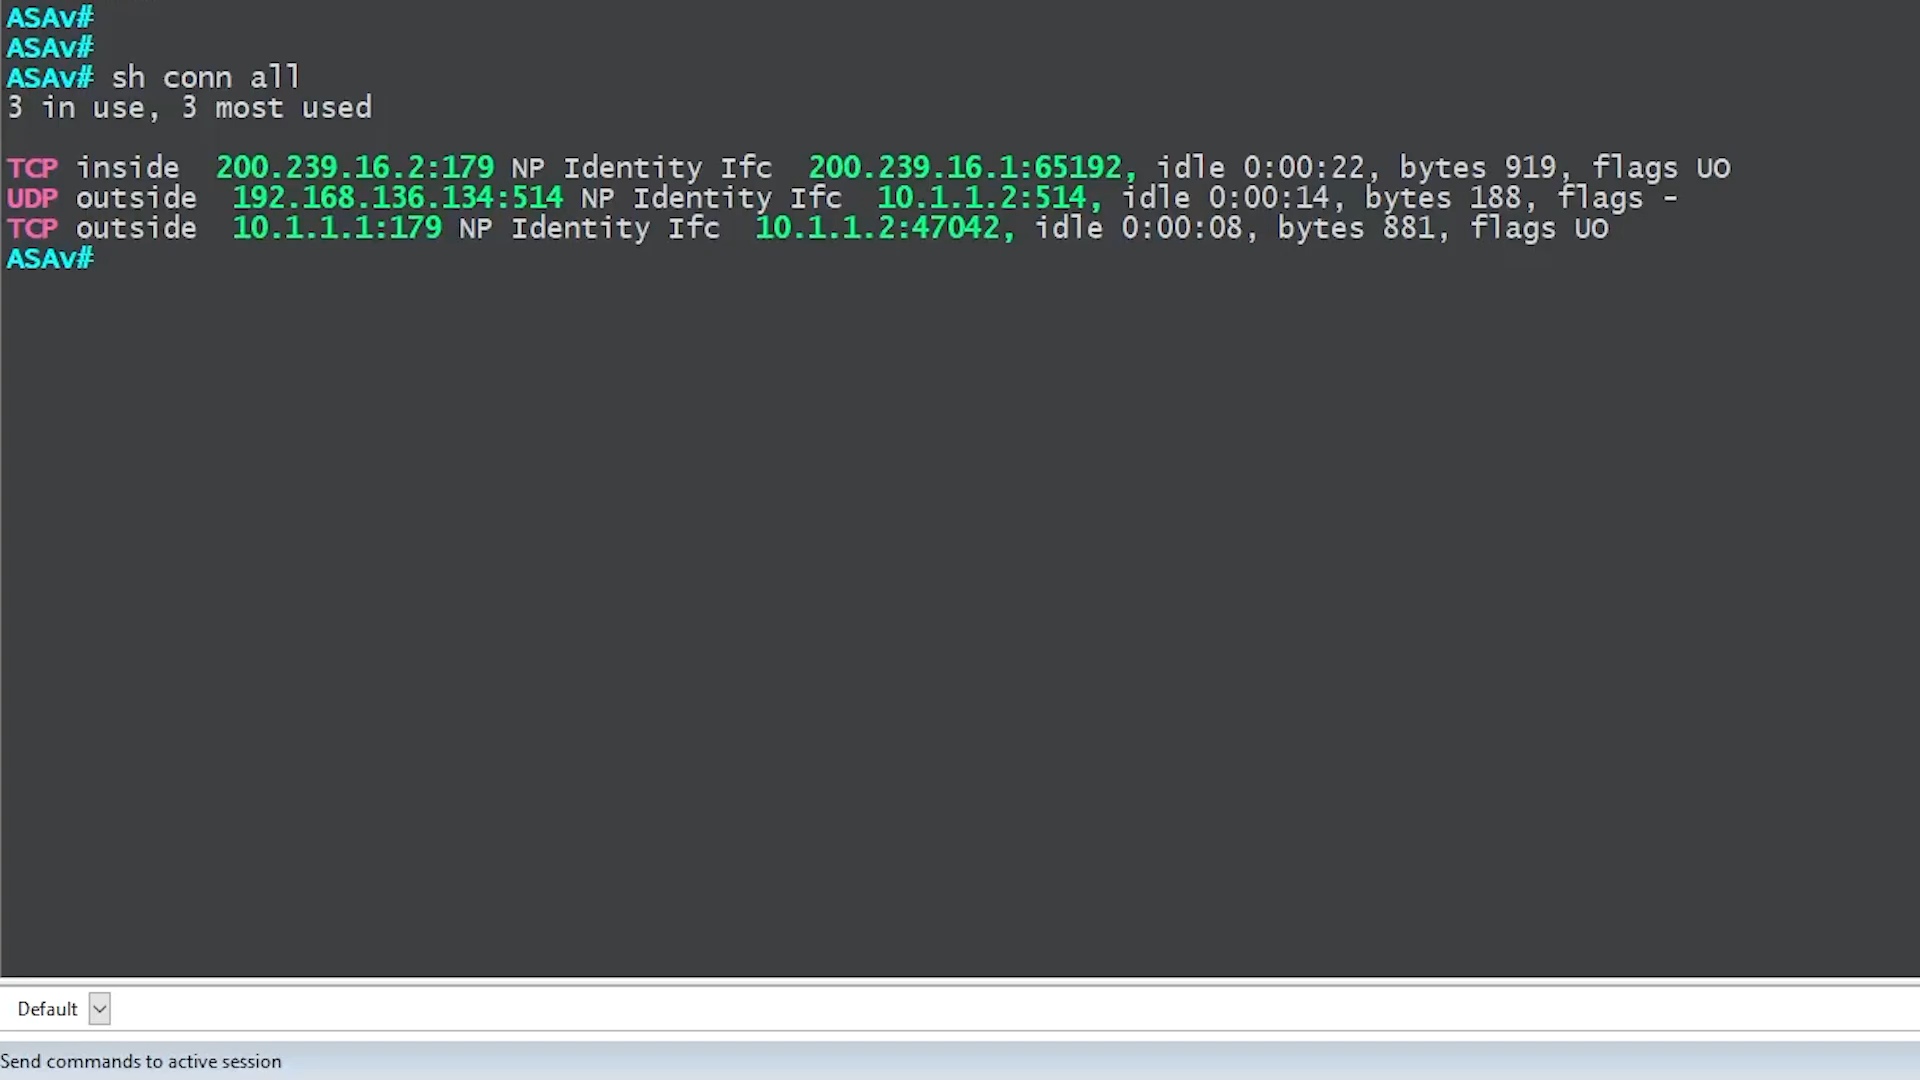 ASAv#
ASAv#
ASAv# sh conn all
3 in use, 3 most used
TCP inside  200.239.16.2:179 NP Identity Ifc  200.239.16.1:65192, idle 0:00:22, bytes 919, flags UO
UDP outside  192.168.136.134:514 NP Identity Ifc  10.1.1.2:514, idle 0:00:14, bytes 188, flags -
TCP outside  10.1.1.1:179 NP Identity Ifc  10.1.1.2:47042, idle 0:00:08, bytes 881, flags UO
ASAv#
Default
Send commands to active session